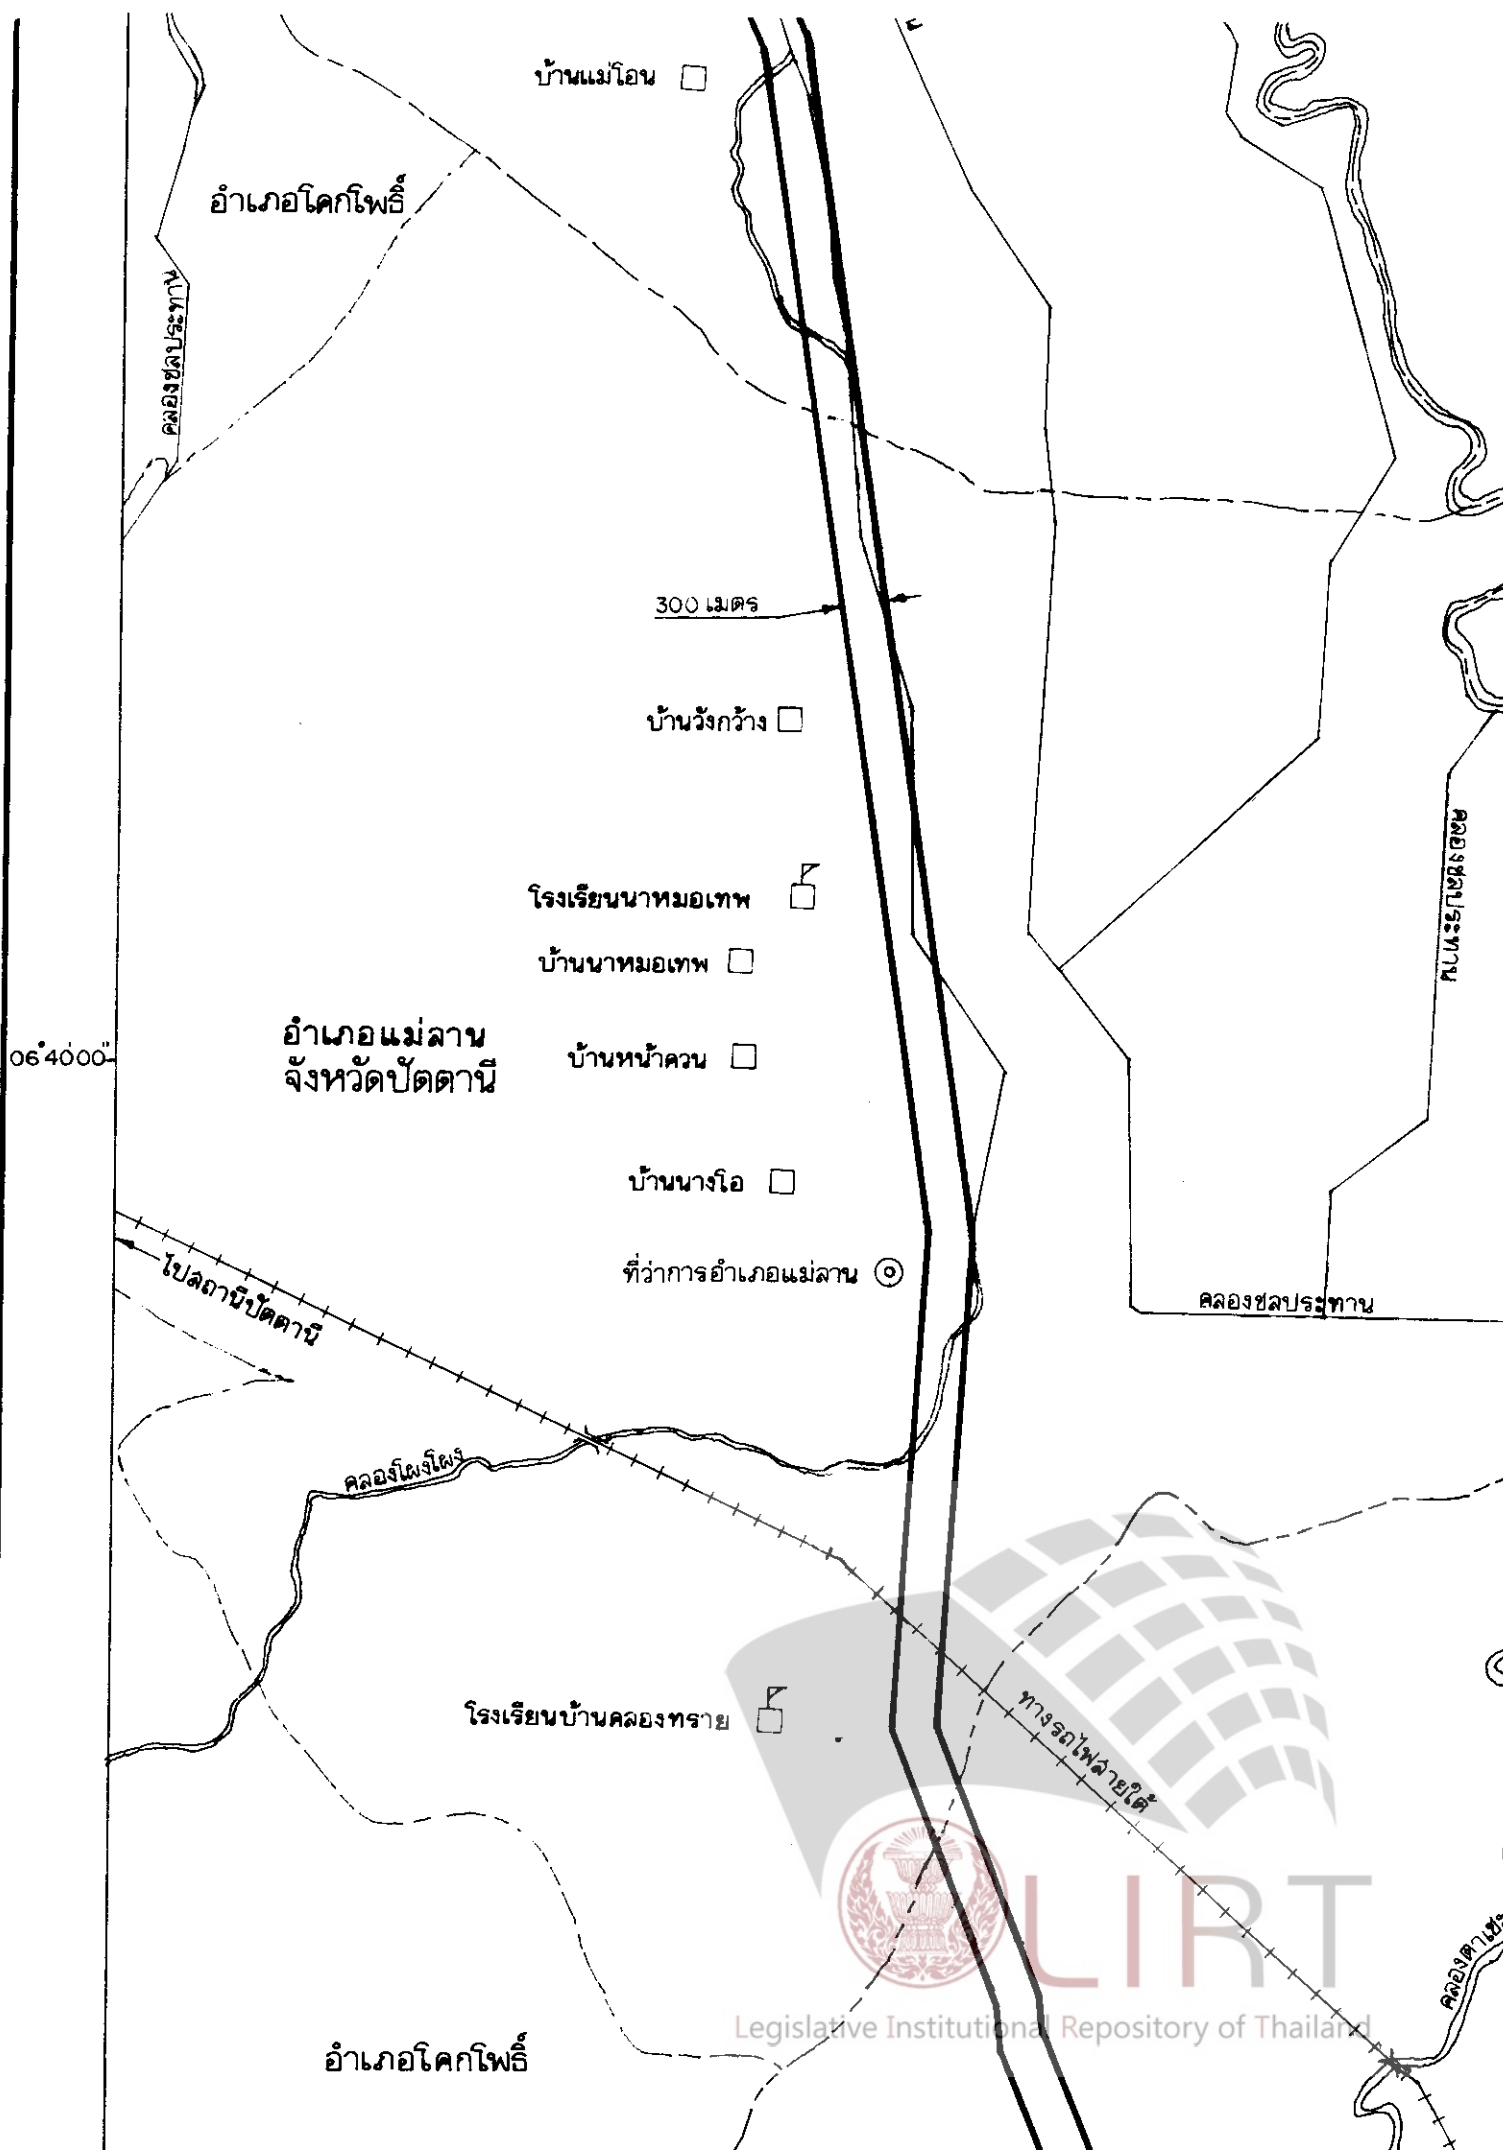 บ้านแม่โอน
อำเภอโคกโพธิ์
คลองชลประทาน
300 เมตร
บ้านวังกว้าง
คลองชลประทาน
โรงเรียนนาหมอเทพ
บ้านนาหมอเทพ
อำเภอแม่ลาน
จังหวัดปัตตานี
06°40'00"
บ้านหน้าควน
บ้านนางโอ
ที่ว่าการอำเภอแม่ลาน
ไปสถานีปัตตานี
คลองชลประทาน
คลองโผงโผง
โรงเรียนบ้านคลองทราย
ทางรถไฟสายใต้
LIRT
Legislative Institutional Repository of Thailand
อำเภอโคกโพธิ์